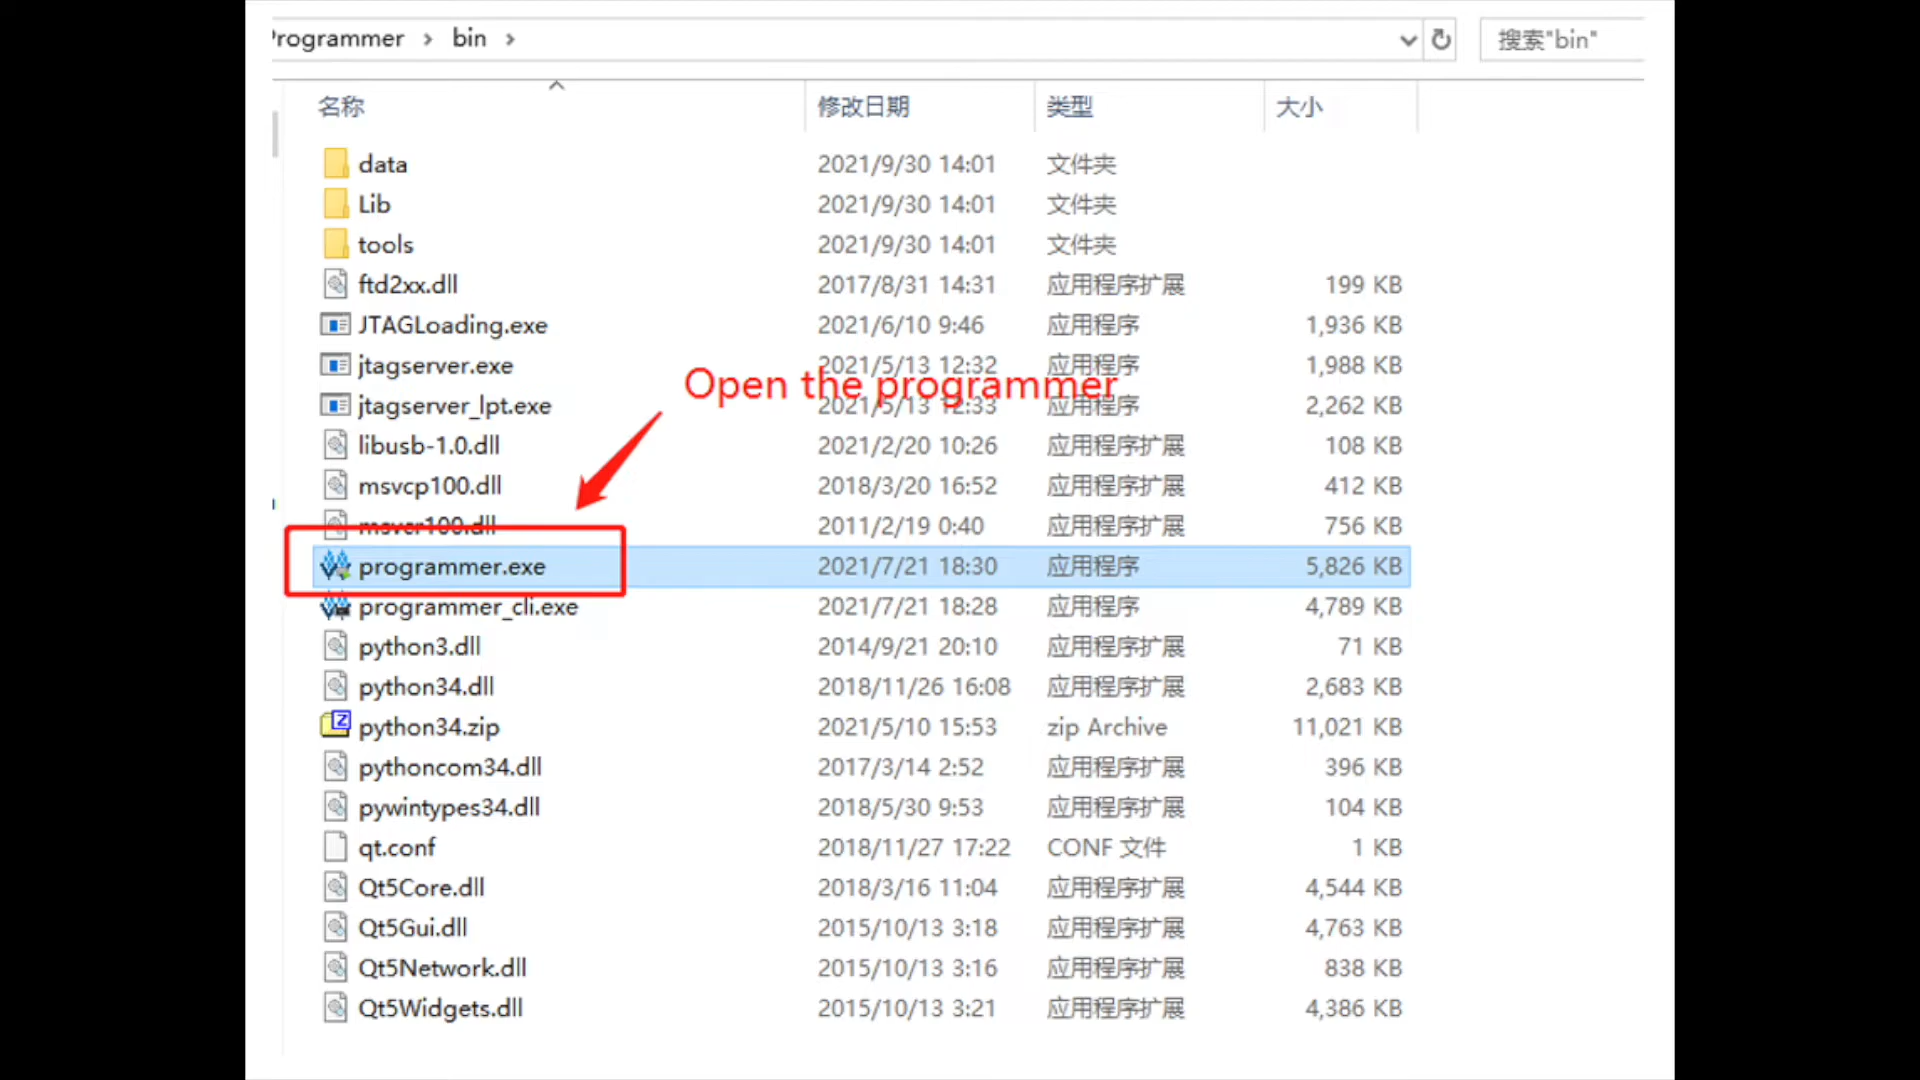 Programmer > bin >
搜索"bin"
名称 修改日期 类型 大小
data 2021/9/30 14:01 文件夹
Lib 2021/9/30 14:01 文件夹
tools 2021/9/30 14:01 文件夹
ftd2xx.dll 2017/8/31 14:31 应用程序扩展 199 KB
JTAGLoading.exe 2021/6/10 9:46 应用程序 1,936 KB
jtagserver.exe 2021/5/13 12:32 应用程序 1,988 KB
Open the programmer
jtagserver_lpt.exe 2021/5/13 12:33 应用程序 2,262 KB
libusb-1.0.dll 2021/2/20 10:26 应用程序扩展 108 KB
msvcp100.dll 2018/3/20 16:52 应用程序扩展 412 KB
msvcr100.dll 2011/2/19 0:40 应用程序扩展 756 KB
programmer.exe 2021/7/21 18:30 应用程序 5,826 KB
programmer_cli.exe 2021/7/21 18:28 应用程序 4,789 KB
python3.dll 2014/9/21 20:10 应用程序扩展 71 KB
python34.dll 2018/11/26 16:08 应用程序扩展 2,683 KB
python34.zip 2021/5/10 15:53 zip Archive 11,021 KB
pythoncom34.dll 2017/3/14 2:52 应用程序扩展 396 KB
pywintypes34.dll 2018/5/30 9:53 应用程序扩展 104 KB
qt.conf 2018/11/27 17:22 CONF 文件 1 KB
Qt5Core.dll 2018/3/16 11:04 应用程序扩展 4,544 KB
Qt5Gui.dll 2015/10/13 3:18 应用程序扩展 4,763 KB
Qt5Network.dll 2015/10/13 3:16 应用程序扩展 838 KB
Qt5Widgets.dll 2015/10/13 3:21 应用程序扩展 4,386 KB